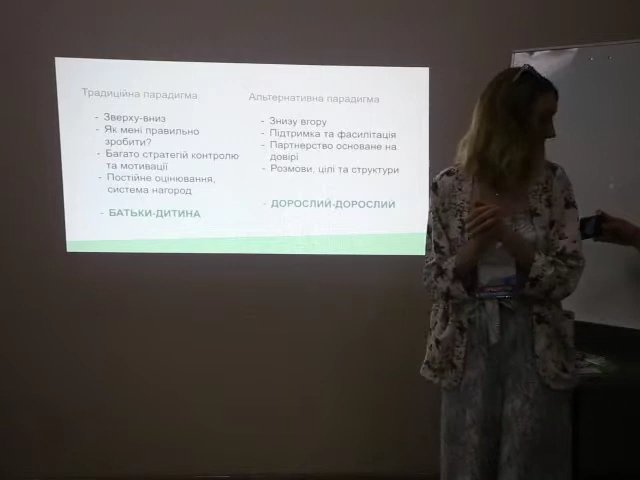 Традиційна парадигма
- Зверху-вниз
- Як мені правильно
зробити?
- Багато стратегій контролю
та мотивації
- Постійне оцінювання,
система нагород
- БАТЬКИ-ДИТИНА
Альтернативна парадигма
- Знизу вгору
- Підтримка та фасилітація
- Партнерство основане на
довірі
- Розмови, цілі та структури
- ДОРОСЛИЙ-ДОРОСЛИЙ